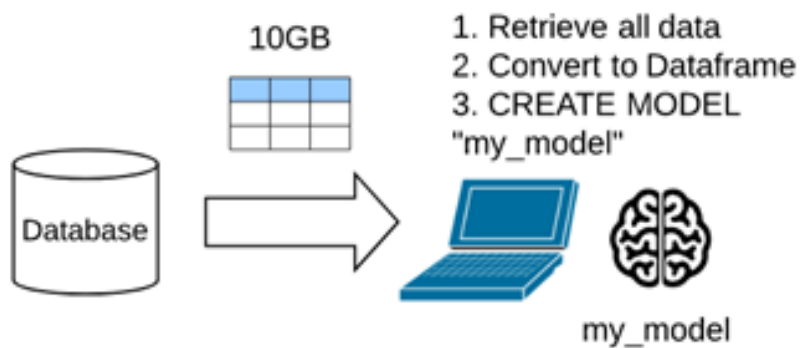 10GB
1. Retrieve all data
2. Convert to Dataframe
3. CREATE MODEL
"my_model"
Database
my_model